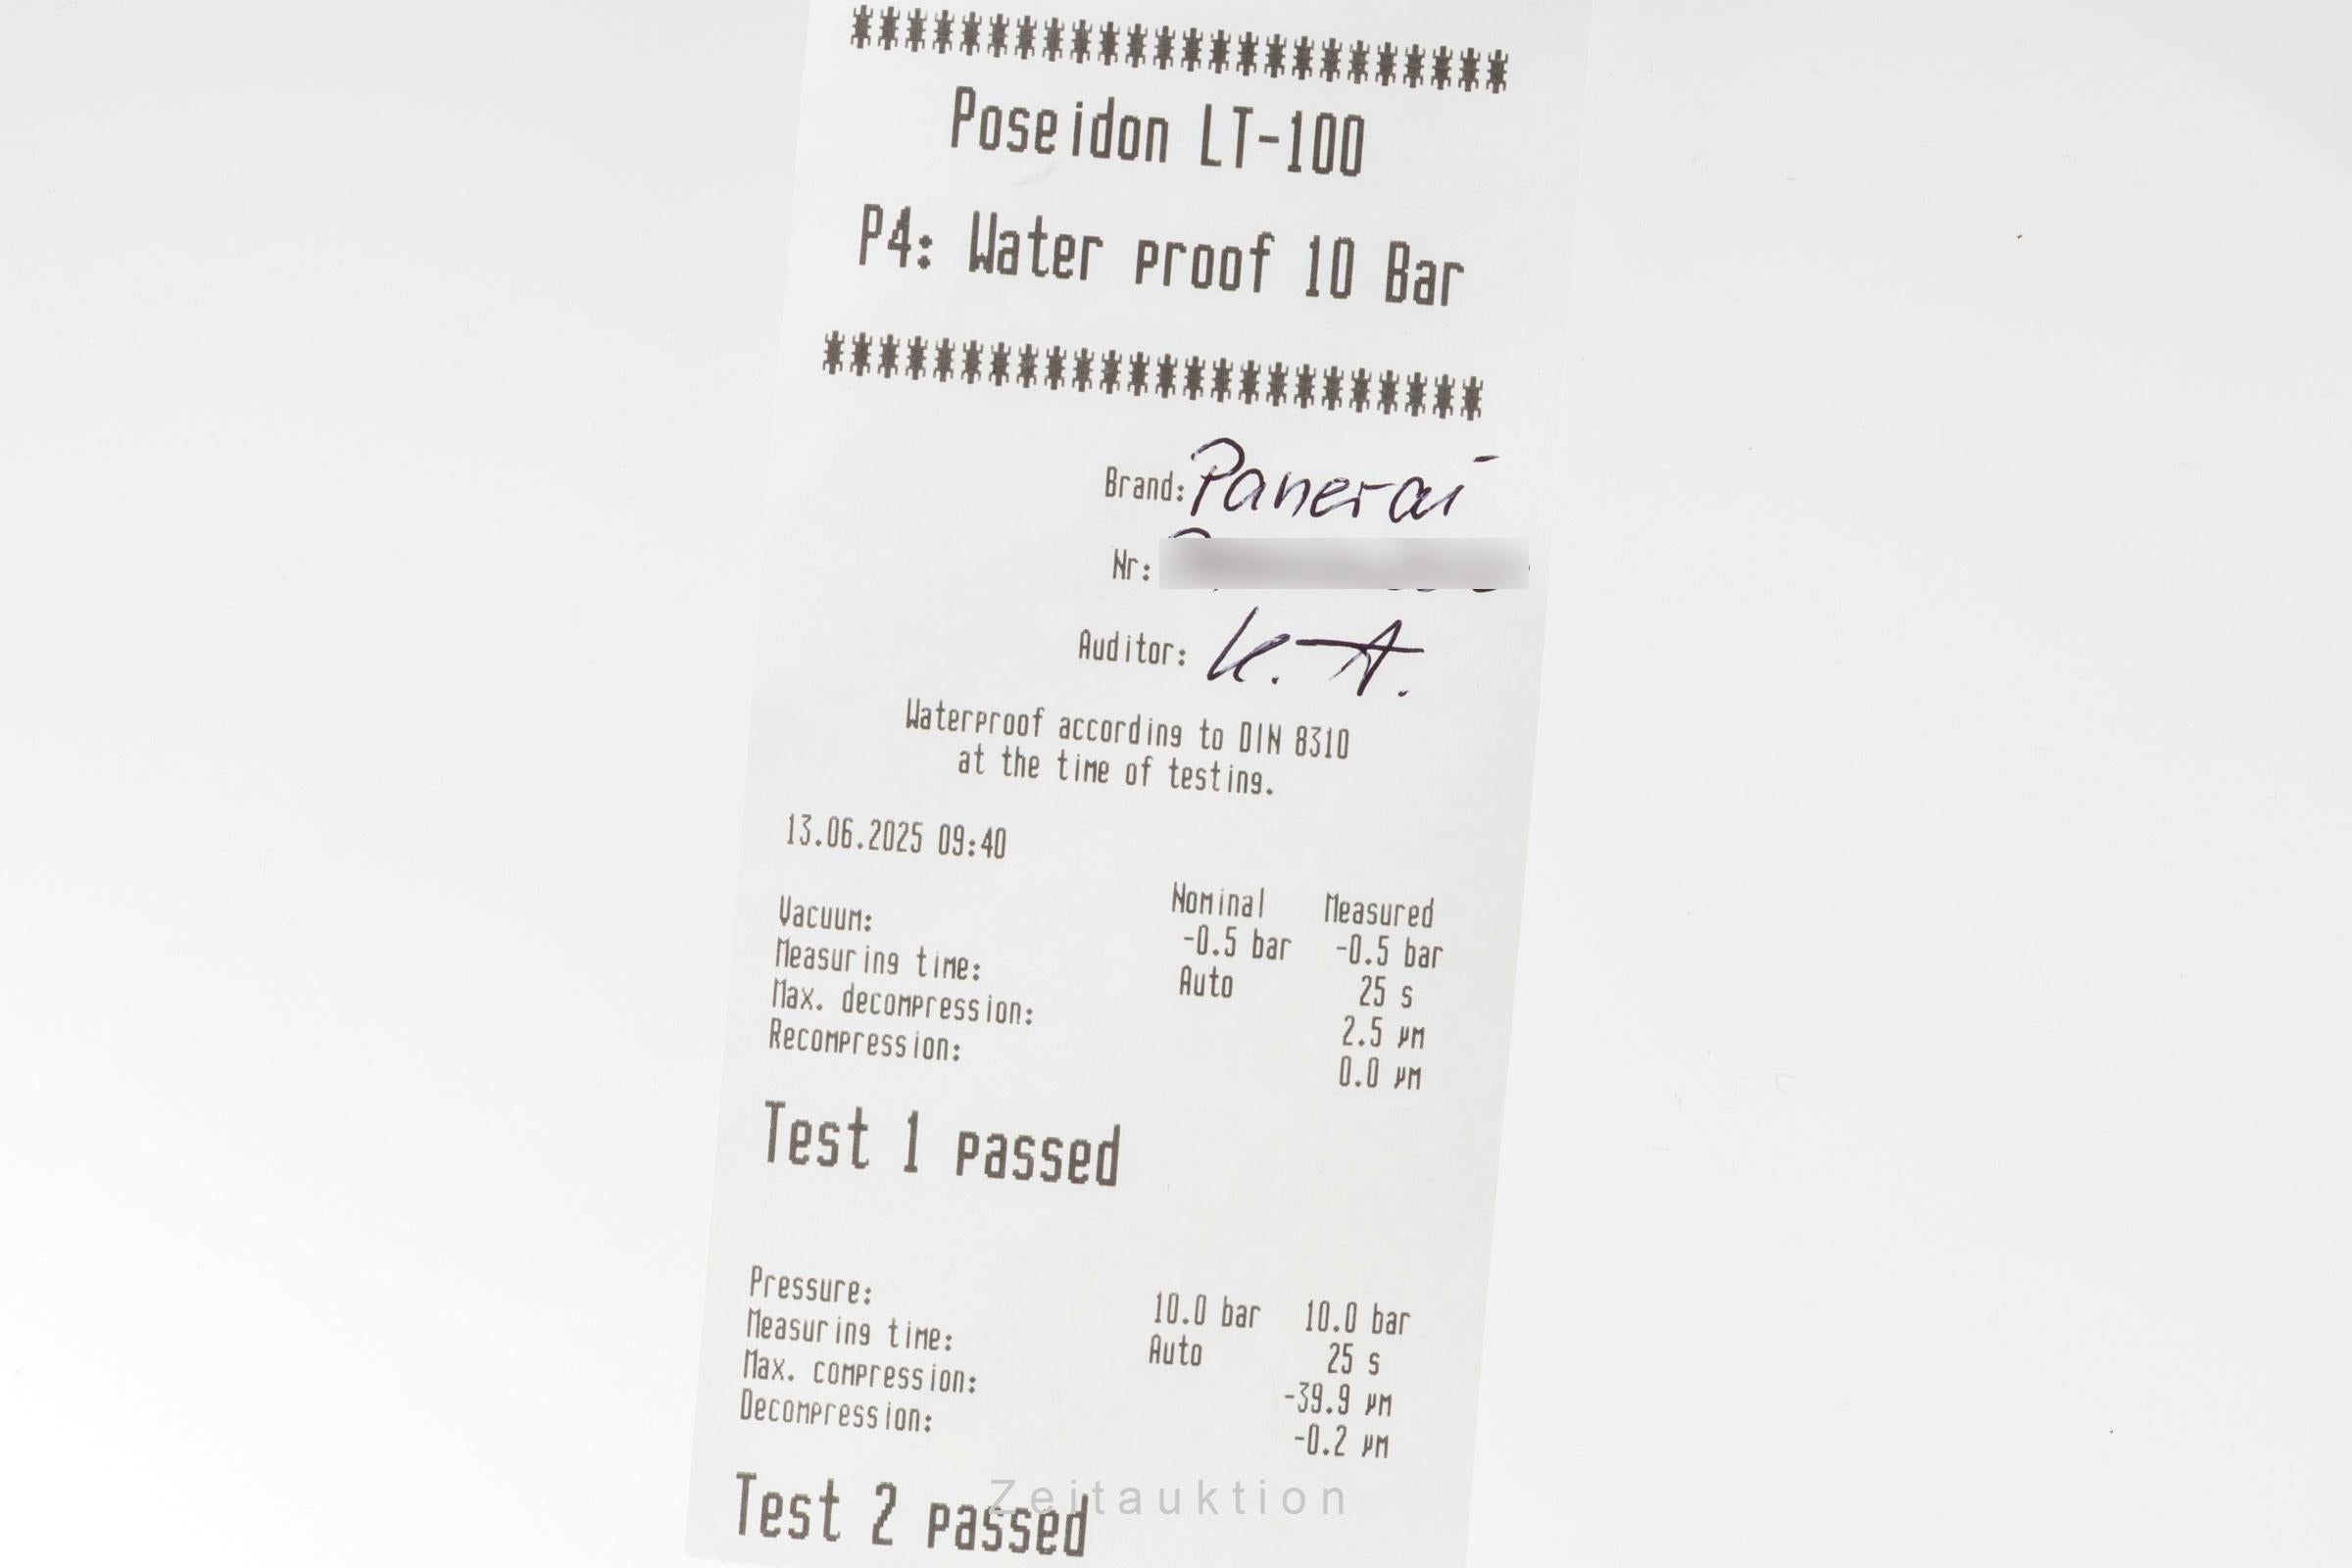 ************************
Poseidon LT-100
P4: Water proof 10 Bar
************************
Brand: Panerai
Nr:
Auditor: K.A.
Waterproof according to DIN 8310
at the time of testing.
13.06.2025 09:40
Nominal Measured
Vacuum: -0.5 bar -0.5 bar
Measuring time: Auto 25 s
Max. decompression: 2.5 µm
Recompression: 0.0 µm
Test 1 passed
Pressure: 10.0 bar 10.0 bar
Measuring time: Auto 25 s
Max. compression: -39.9 µm
Decompression: -0.2 µm
Test 2 passed
Zeitauktion